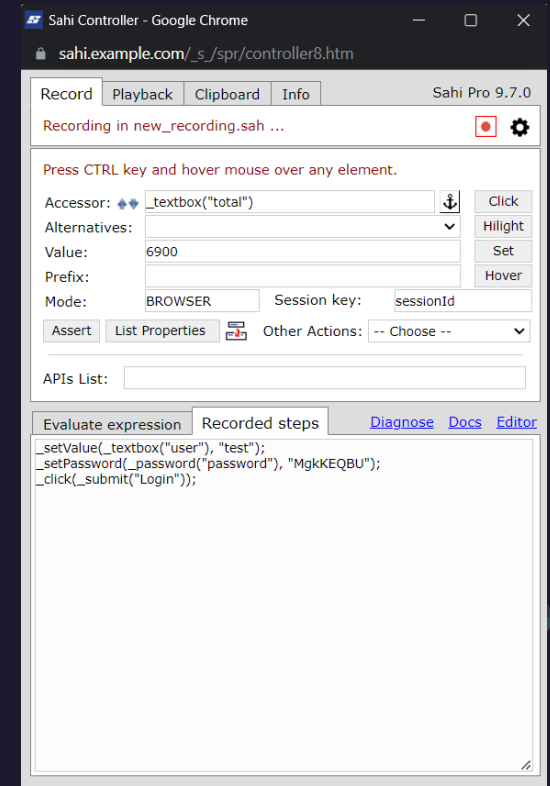 Sahi Controller - Google Chrome
sahi.example.com/_s_/spr/controller8.htm
Record Playback Clipboard Info Sahi Pro 9.7.0
Recording in new_recording.sah ...
Press CTRL key and hover mouse over any element.
Accessor: _textbox("total") Click
Alternatives: Hilight
Value: 6900 Set
Prefix: Hover
Mode: BROWSER Session key: sessionId
Assert List Properties Other Actions: -- Choose --
APIs List:
Evaluate expression Recorded steps Diagnose Docs Editor
_setValue(_textbox("user"), "test");
_setPassword(_password("password"), "MgkKEQBU");
_click(_submit("Login"));